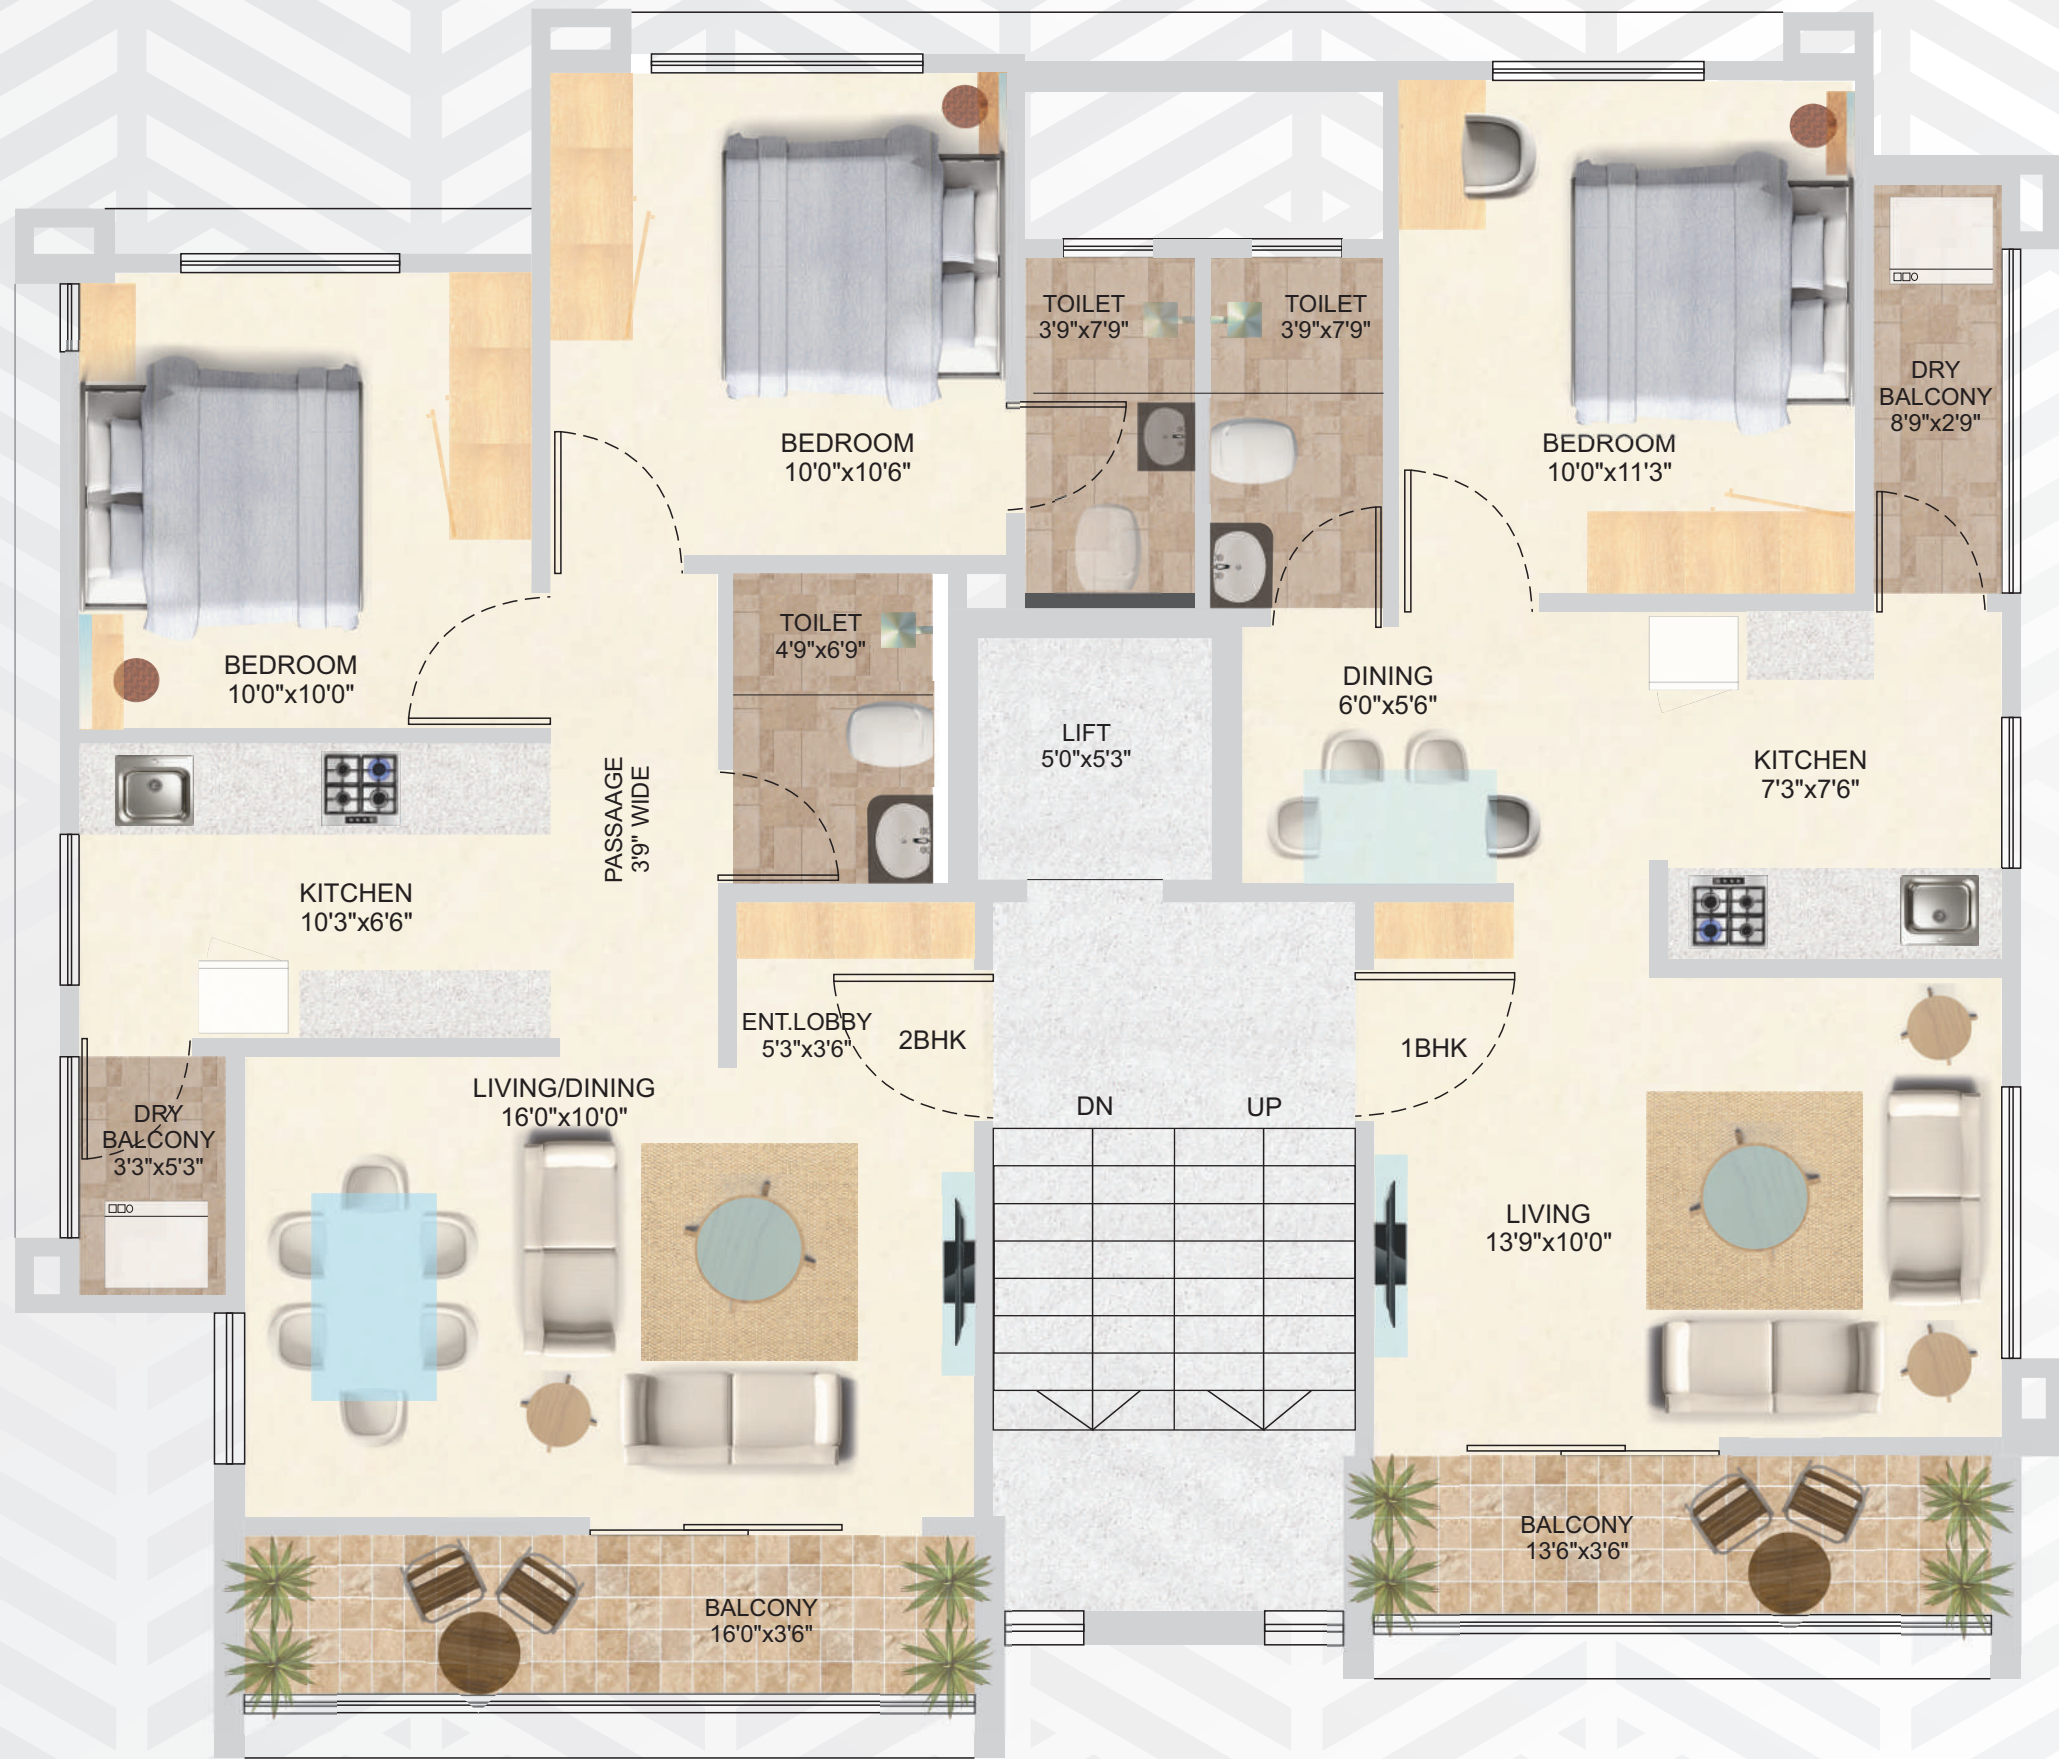 TOILET
3'9"x7'9"
TOILET
3'9"x7'9"
DRY
BALCONY
8'9"x2'9"
BEDROOM
10'0"x10'6"
BEDROOM
10'0"x11'3"
TOILET
4'9"x6'9"
BEDROOM
10'0"x10'0"
DINING
6'0"x5'6"
LIFT
5'0"x5'3"
KITCHEN
7'3"x7'6"
PASSAAGE
3'9" WIDE
KITCHEN
10'3"x6'6"
ENT.LOBBY
5'3"x3'6"
2BHK
1BHK
LIVING/DINING
16'0"x10'0"
DN
UP
DRY
BALCONY
3'3"x5'3"
LIVING
13'9"x10'0"
BALCONY
13'6"x3'6"
BALCONY
16'0"x3'6"